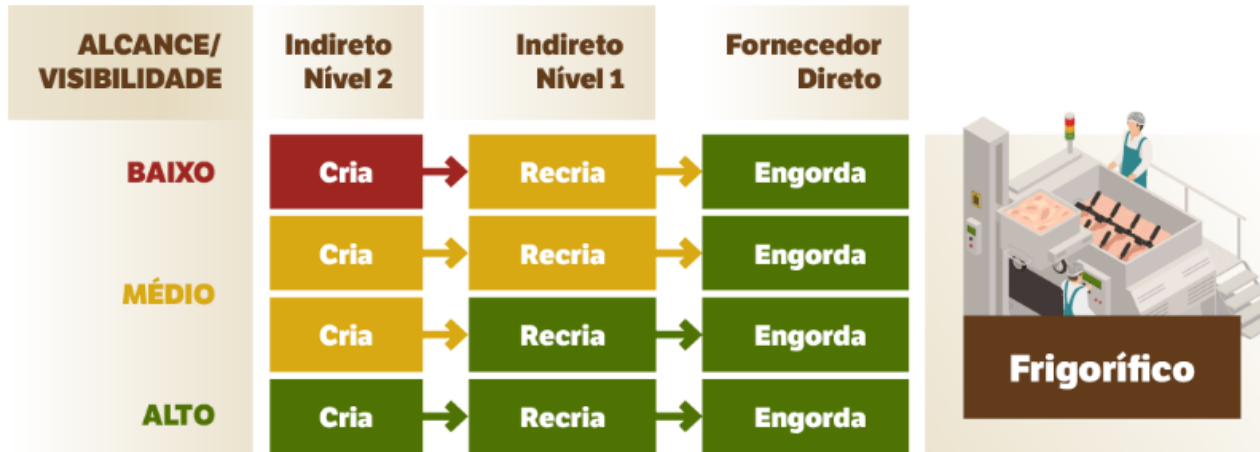 ALCANCE/
VISIBILIDADE
Indireto
Nível 2
Indireto
Nível 1
Fornecedor
Direto
BAIXO
Cria
Recria
Engorda
MÉDIO
Cria
Recria
Engorda
Cria
Recria
Engorda
ALTO
Cria
Recria
Engorda
Frigorífico